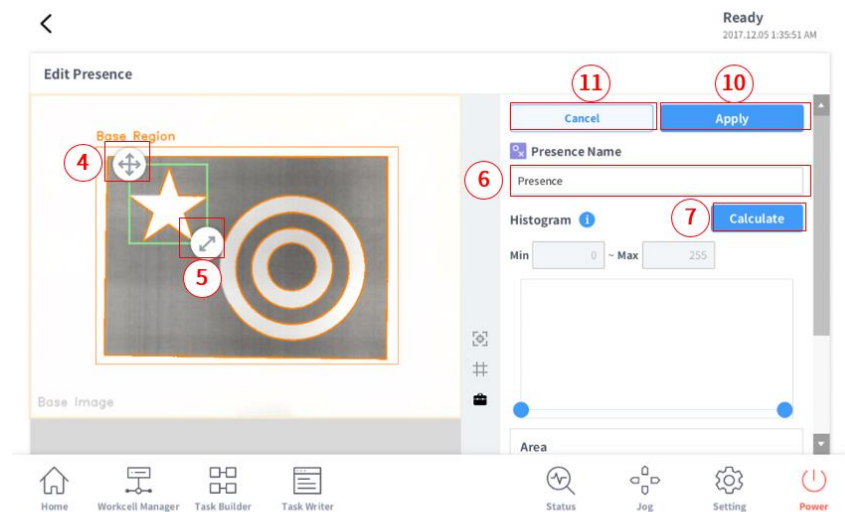 Ready
2017.12.05 1:35:51 AM
Edit Presence
11
10
Cancel
Apply
Base Region
4
Presence Name
6
Presence
Histogram
7
Calculate
5
Min 0 ~ Max 255
Base Image
Area
Home
Workcell Manager
Task Builder
Task Writer
Status
Jog
Setting
Power